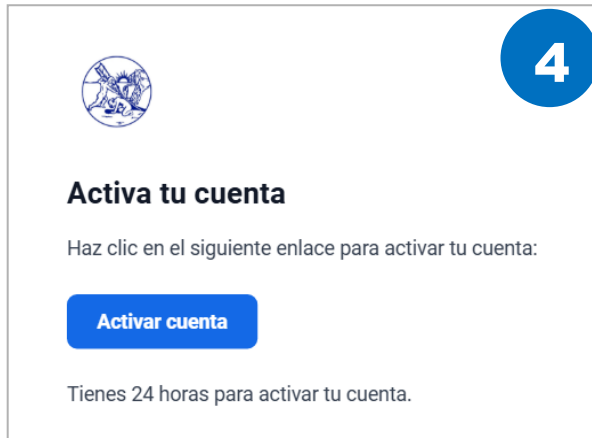 4
Activa tu cuenta
Haz clic en el siguiente enlace para activar tu cuenta:
Activar cuenta
Tienes 24 horas para activar tu cuenta.